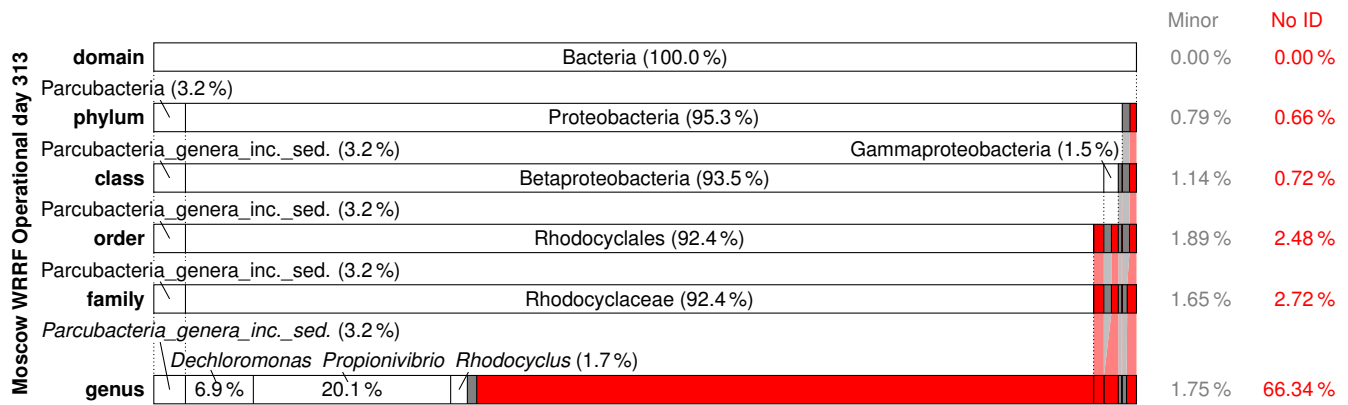 Minor No ID
Moscow WRRF Operational day 313
domain Bacteria (100.0 %) 0.00 % 0.00 %
Parcubacteria (3.2 %)
phylum Proteobacteria (95.3 %) 0.79 % 0.66 %
Parcubacteria_genera_inc._sed. (3.2 %) Gammaproteobacteria (1.5 %)
class Betaproteobacteria (93.5 %) 1.14 % 0.72 %
Parcubacteria_genera_inc._sed. (3.2 %)
order Rhodocyclales (92.4 %) 1.89 % 2.48 %
Parcubacteria_genera_inc._sed. (3.2 %)
family Rhodocyclaceae (92.4 %) 1.65 % 2.72 %
Parcubacteria_genera_inc._sed. (3.2 %)
Dechloromonas Propionivibrio Rhodocyclus (1.7 %)
genus 6.9 % 20.1 % 1.75 % 66.34 %